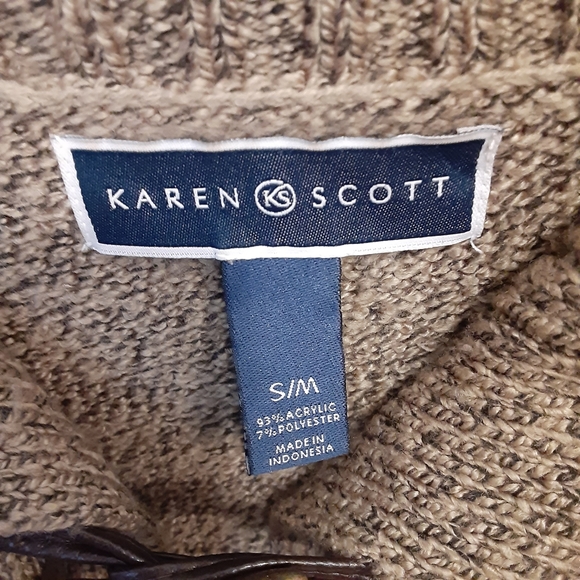 KAREN KS SCOTT
S/M
93% ACRYLIC
7% POLYESTER
MADE IN
INDONESIA